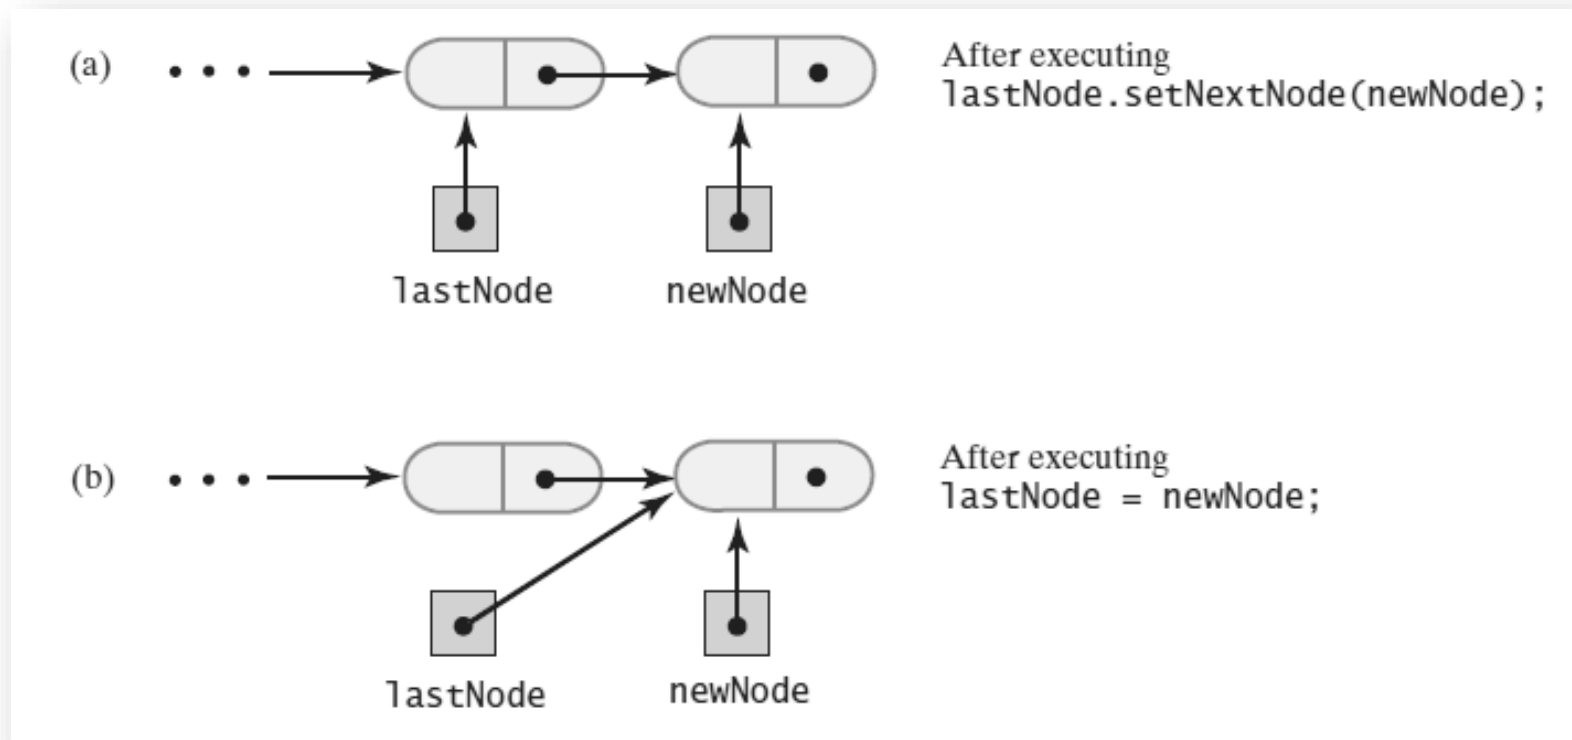 (a)
After executing
lastNode.setNextNode(newNode);
lastNode
newNode
(b)
After executing
lastNode = newNode;
lastNode
newNode